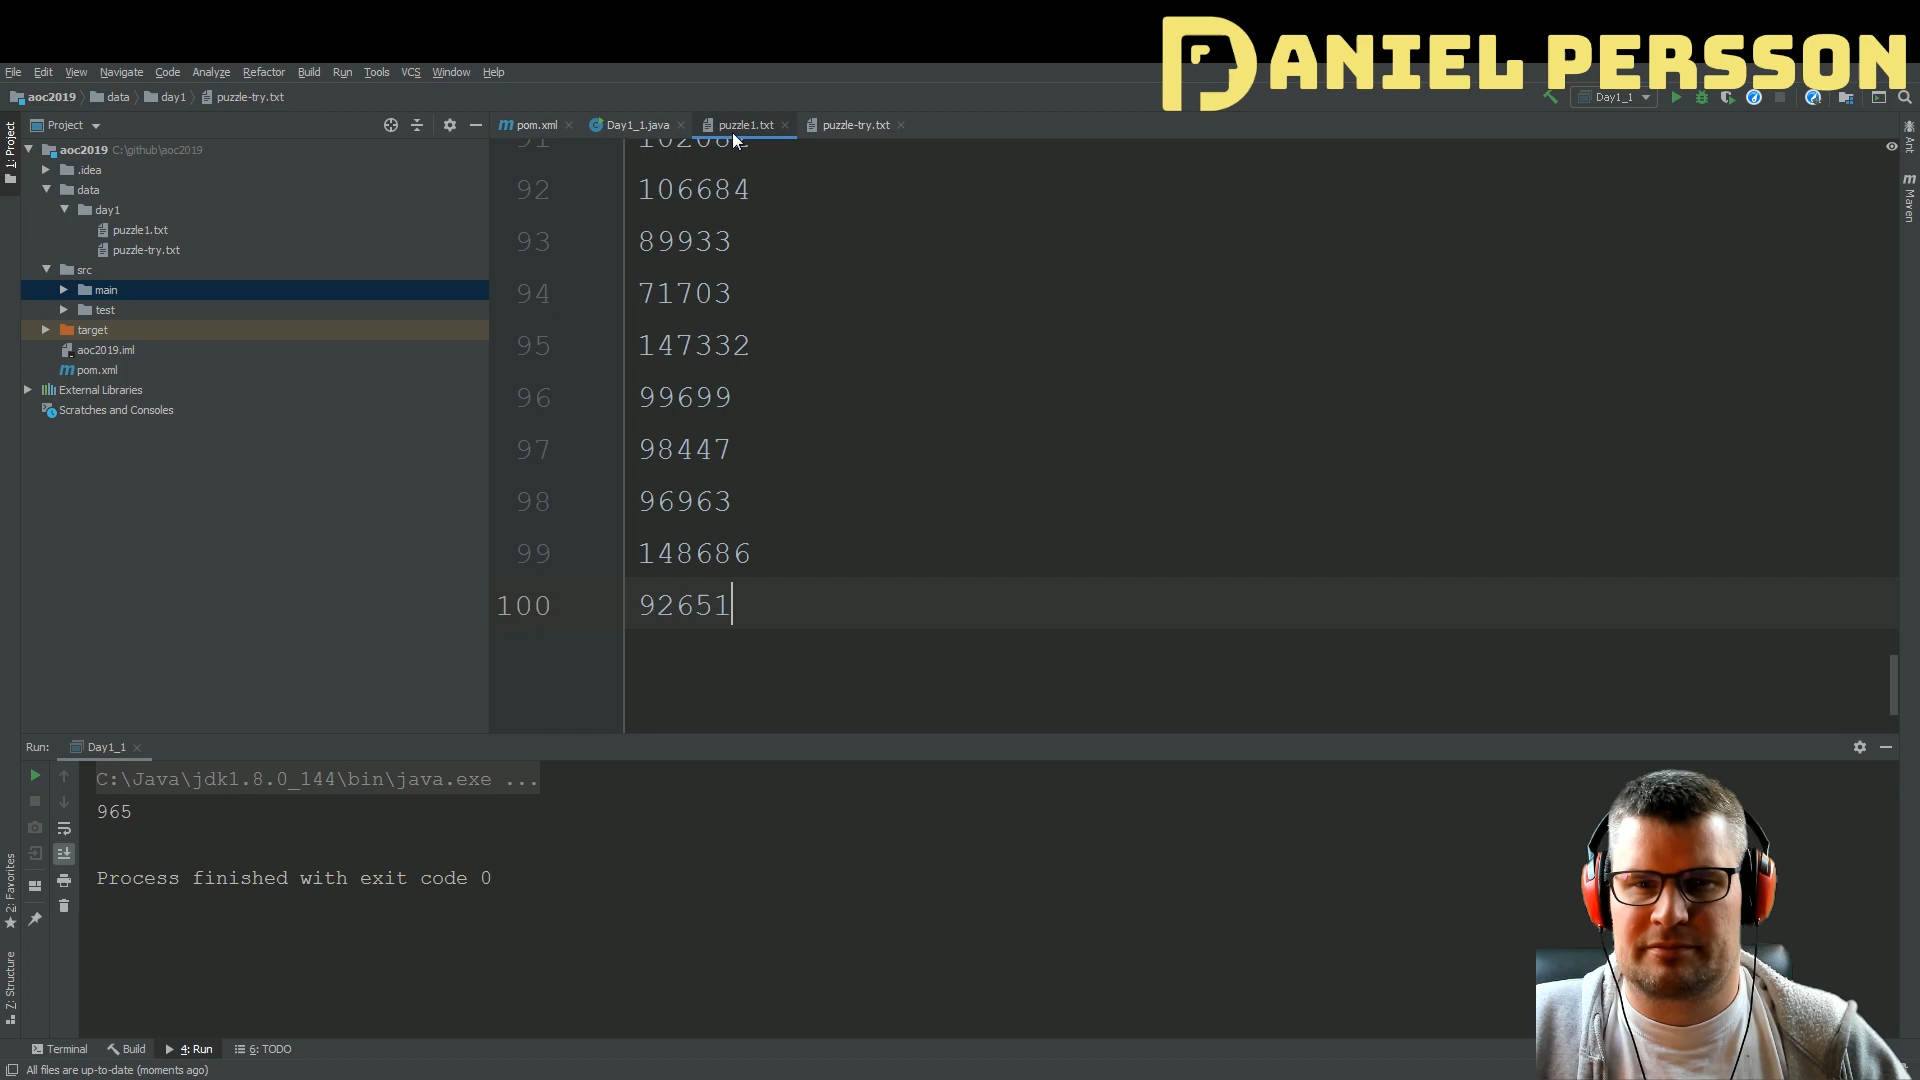 DANIEL PERSSON
File Edit View Navigate Code Analyze Refactor Build Run Tools VCS Window Help
aoc2019 data day1 puzzle-try.txt
Day1_1
1: Project
Project
pom.xml Day1_1.java puzzle1.txt puzzle-try.txt
aoc2019 C:\github\aoc2019
.idea
data
day1
puzzle1.txt
puzzle-try.txt
src
main
test
target
aoc2019.iml
pom.xml
External Libraries
Scratches and Consoles
92 106684
93 89933
94 71703
95 147332
96 99699
97 98447
98 96963
99 148686
100 92651
Ant
Maven
Run: Day1_1
C:\Java\jdk1.8.0_144\bin\java.exe ...
965
Process finished with exit code 0
2: Favorites
Z: Structure
Terminal Build 4: Run 6: TODO
All files are up-to-date (moments ago)